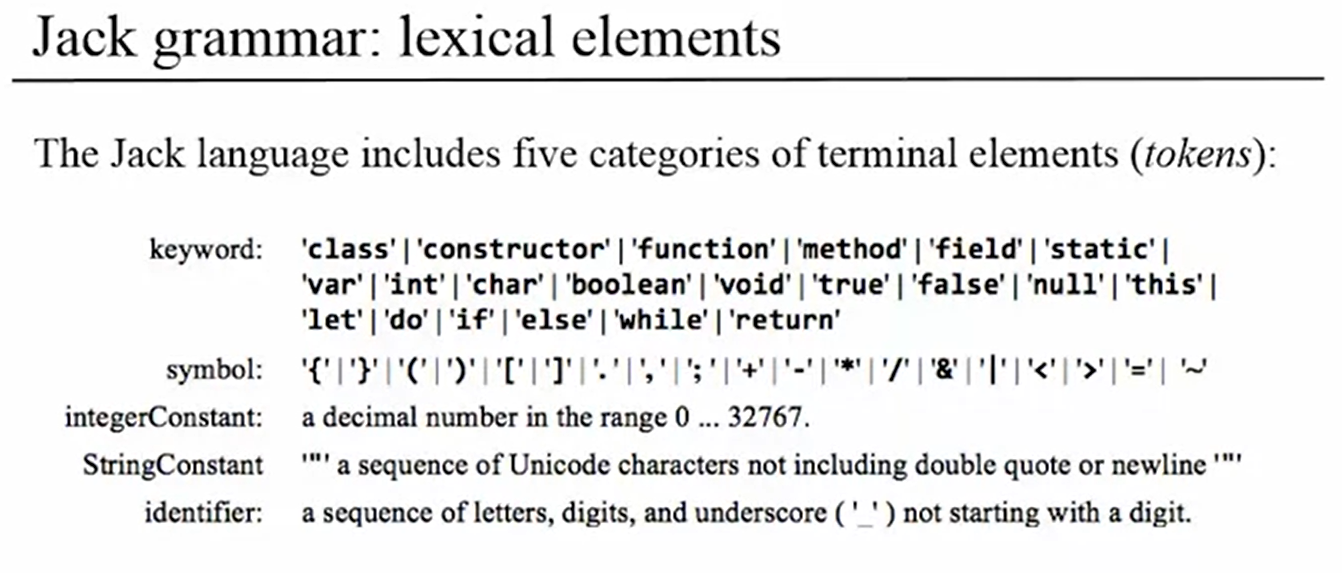 Jack grammar: lexical elements
The Jack language includes five categories of terminal elements (tokens):
keyword: 'class'|'constructor'|'function'|'method'|'field'|'static'|
'var'|'int'|'char'|'boolean'|'void'|'true'|'false'|'null'|'this'|
'let'|'do'|'if'|'else'|'while'|'return'
symbol: '{'|'}'|'('|')'|'['|']'|'.'|','|';'|'+'|'-'|'*'|'/'|'&'|'|'|'<'|'>'|'='|'~'
integerConstant: a decimal number in the range 0 ... 32767.
StringConstant '"' a sequence of Unicode characters not including double quote or newline '"'
identifier: a sequence of letters, digits, and underscore ('_') not starting with a digit.